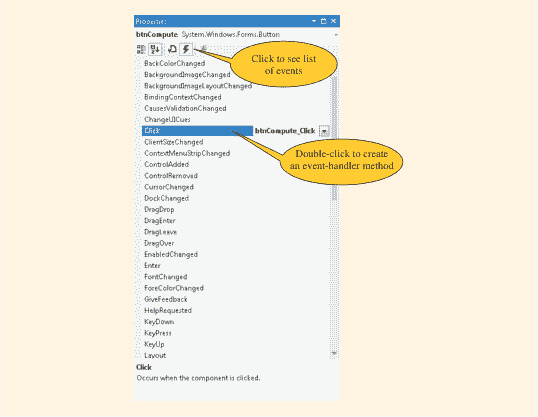 Properties
btnCompute System.Windows.Forms.Button
Click to see list
of events
BackColorChanged
BackgroundImageChanged
BackgroundImageLayoutChanged
BindingContextChanged
CausesValidationChanged
ChangeUICues
Click btnCompute_Click
ClientSizeChanged
ContextMenuStripChanged
Double-click to create
an event-handler method
ControlAdded
ControlRemoved
CursorChanged
DockChanged
DragDrop
DragEnter
DragLeave
DragOver
EnabledChanged
Enter
FontChanged
ForeColorChanged
GiveFeedback
HelpRequested
KeyDown
KeyPress
KeyUp
Layout
Click
Occurs when the component is clicked.